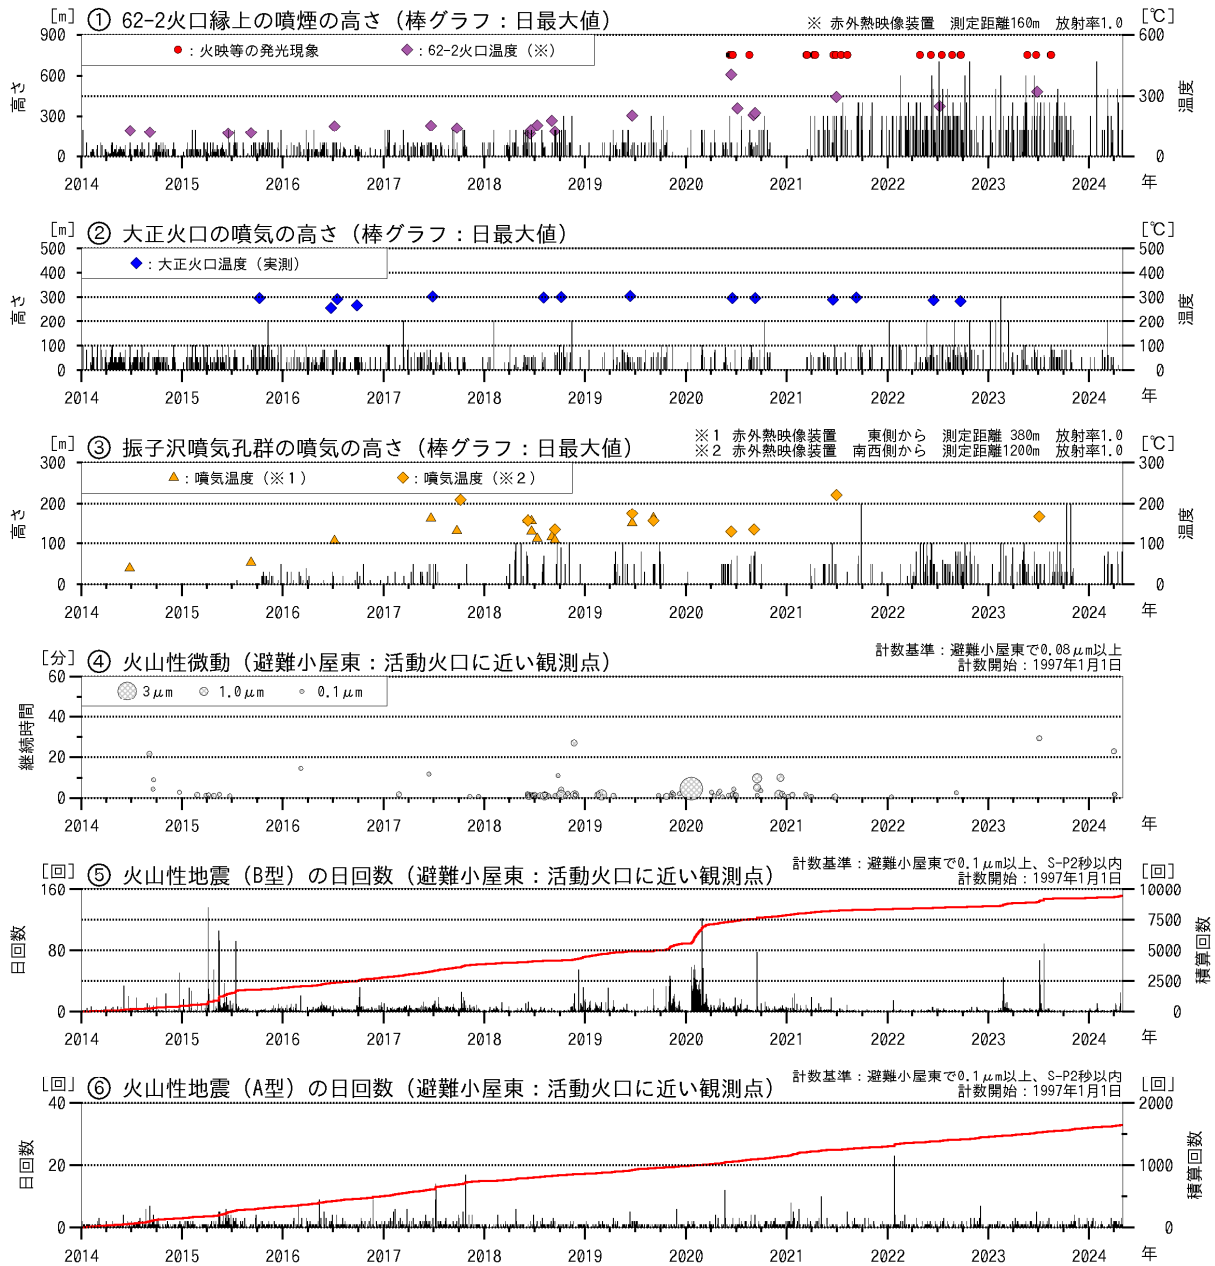 [m] ① 62-2火口縁上の噴煙の高さ（棒グラフ：日最大値） ※ 赤外熱映像装置 測定距離160m 放射率1.0 [℃]
900 ：火映等の発光現象 ：62-2火口温度（※） 600
600
高さ 300 温度
300
0 0
2014 2015 2016 2017 2018 2019 2020 2021 2022 2023 2024 年
[m] ② 大正火口の噴気の高さ（棒グラフ：日最大値） [℃]
500 500
：大正火口温度（実測）
400 400
高さ 300 300 温度
200 200
100 100
0 0
2014 2015 2016 2017 2018 2019 2020 2021 2022 2023 2024 年
[m] ③ 振子沢噴気孔群の噴気の高さ（棒グラフ：日最大値） ※1 赤外熱映像装置 東側から 測定距離 380m 放射率1.0 [℃]
※2 赤外熱映像装置 南西側から 測定距離1200m 放射率1.0
300 300
：噴気温度（※1） ：噴気温度（※2）
200 200
高さ 温度
100 100
0 0
2014 2015 2016 2017 2018 2019 2020 2021 2022 2023 2024 年
[分] ④ 火山性微動（避難小屋東：活動火口に近い観測点） 計数基準：避難小屋東で0.08μm以上
計数開始：1997年1月1日
60
3μm 1.0μm 0.1μm
40
継続時間
20
0
2014 2015 2016 2017 2018 2019 2020 2021 2022 2023 2024 年
[回] ⑤ 火山性地震（B型）の日回数（避難小屋東：活動火口に近い観測点） 計数基準：避難小屋東で0.1μm以上、S-P2秒以内 [回]
計数開始：1997年1月1日
160 10000
7500
日回数 80 5000 積算回数
2500
0 0
2014 2015 2016 2017 2018 2019 2020 2021 2022 2023 2024 年
[回] ⑥ 火山性地震（A型）の日回数（避難小屋東：活動火口に近い観測点） 計数基準：避難小屋東で0.1μm以上、S-P2秒以内 [回]
計数開始：1997年1月1日
40 2000
日回数 20 1000 積算回数
0 0
2014 2015 2016 2017 2018 2019 2020 2021 2022 2023 2024 年